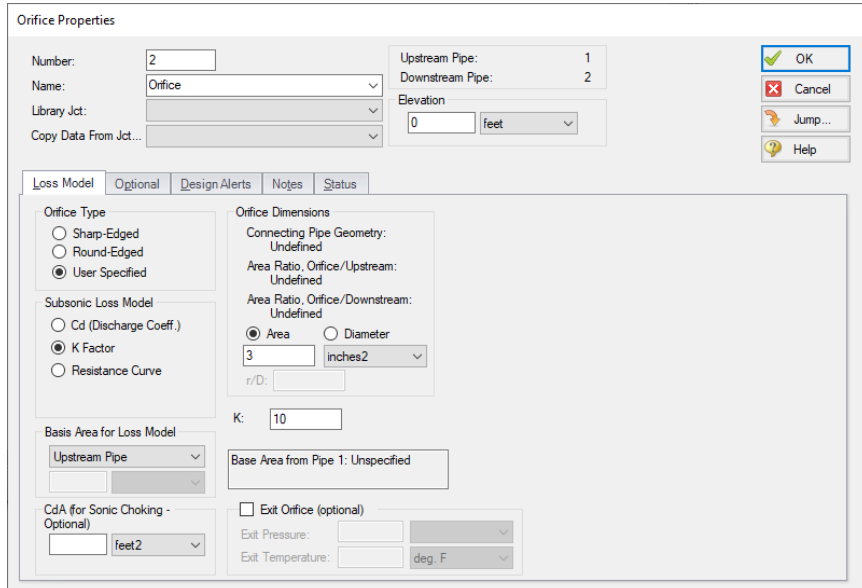 Orifice Properties
Number: 2
Name: Orifice
Library Jct:
Copy Data From Jct...
Upstream Pipe: 1
Downstream Pipe: 2
Elevation
0 feet
OK
Cancel
Jump...
Help
Loss Model Optional Design Alerts Notes Status
Orifice Type
Sharp-Edged
Round-Edged
User Specified
Subsonic Loss Model
Cd (Discharge Coeff.)
K Factor
Resistance Curve
Basis Area for Loss Model
Upstream Pipe
CdA (for Sonic Choking -
Optional)
feet2
Orifice Dimensions
Connecting Pipe Geometry:
Undefined
Area Ratio, Orifice/Upstream:
Undefined
Area Ratio, Orifice/Downstream:
Undefined
Area Diameter
3 inches2
r/D:
K: 10
Base Area from Pipe 1: Unspecified
Exit Orifice (optional)
Exit Pressure:
Exit Temperature: deg. F